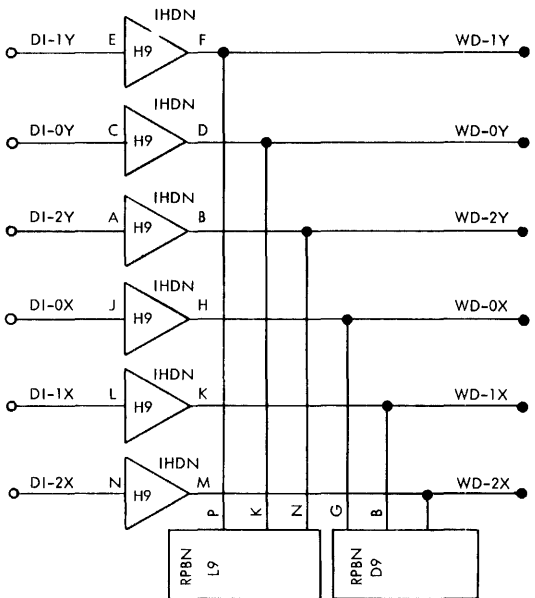 IHDN
DI-1Y E H9 F WD-1Y
IHDN
DI-0Y C H9 D WD-0Y
IHDN
DI-2Y A H9 B WD-2Y
IHDN
DI-0X J H9 H WD-0X
IHDN
DI-1X L H9 K WD-1X
IHDN
DI-2X N H9 M WD-2X
P K N G B
RPBN L9
RPBN D9